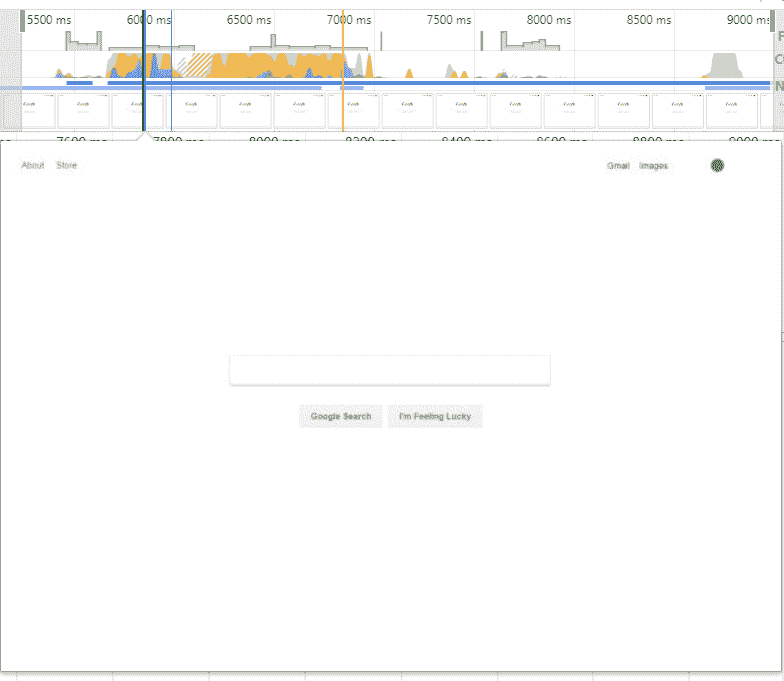 5500 ms 6000 ms 6500 ms 7000 ms 7500 ms 8000 ms 8500 ms 9000 ms
F
C
N
7600 ms 7800 ms 8000 ms 8200 ms 8400 ms 8600 ms 8800 ms 9000 ms
About Store Gmail Images
Google Search I'm Feeling Lucky